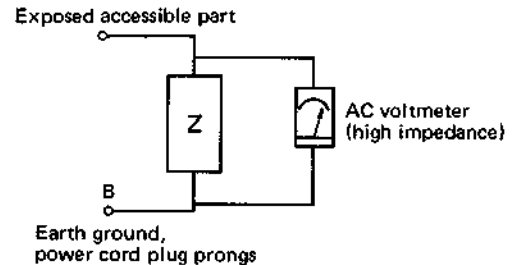 Exposed accessible part
Z
AC voltmeter
(high impedance)
B
Earth ground,
power cord plug prongs